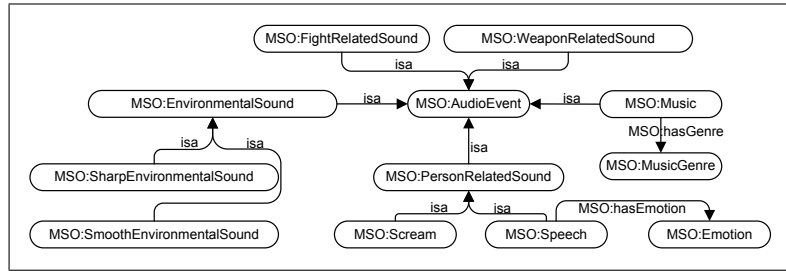 MSO:FightRelatedSound
MSO:WeaponRelatedSound
isa
isa
MSO:EnvironmentalSound
isa
MSO:AudioEvent
isa
MSO:Music
isa
isa
MSO:hasGenre
isa
MSO:MusicGenre
MSO:SharpEnvironmentalSound
MSO:PersonRelatedSound
isa
isa
MSO:hasEmotion
MSO:SmoothEnvironmentalSound
MSO:Scream
MSO:Speech
MSO:Emotion